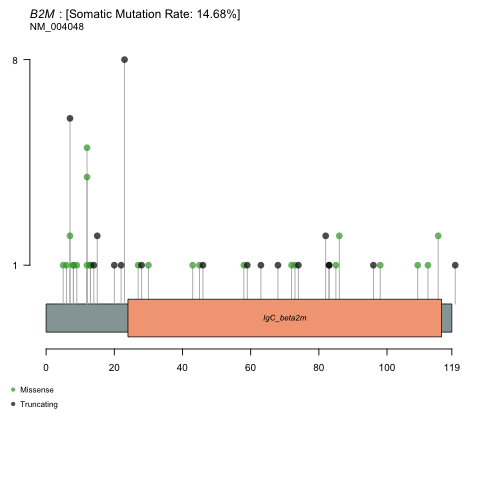 B2M : [Somatic Mutation Rate: 14.68%]
NM_004048
8
1
IgC_beta2m
0 20 40 60 80 100 119
Missense
Truncating